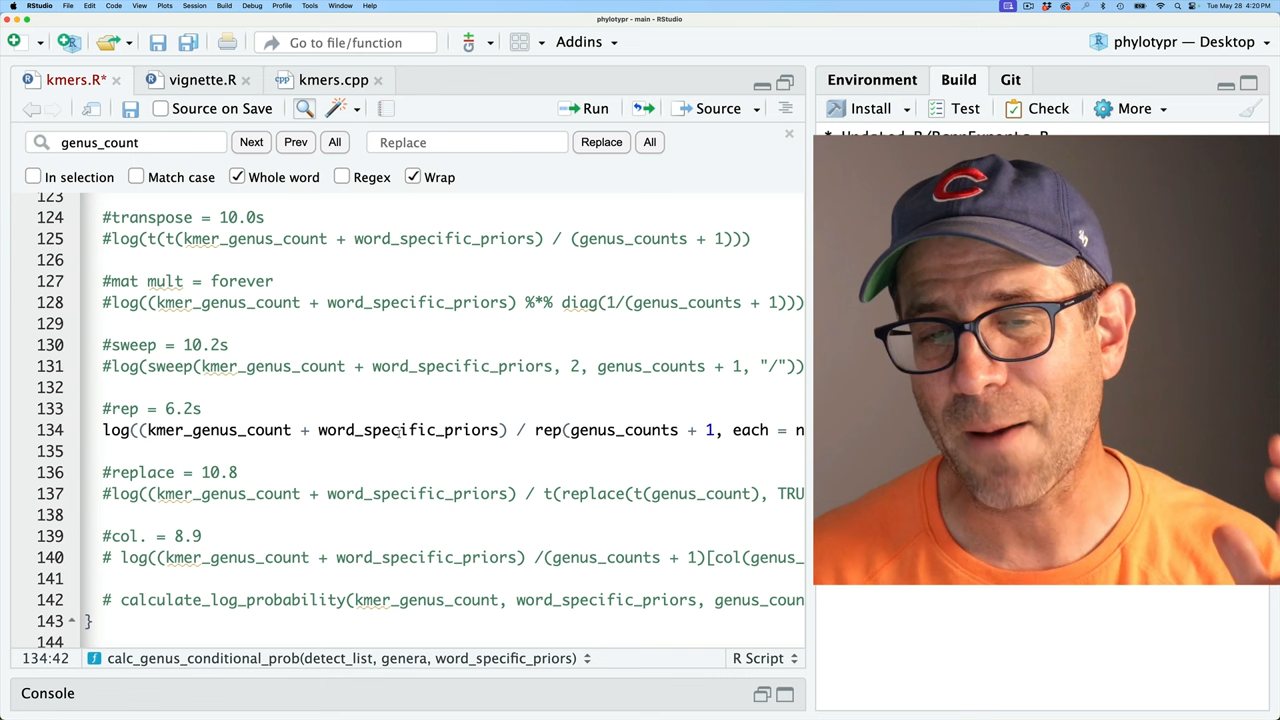 RStudio File Edit Code View Plots Session Build Debug Profile Tools Window Help Tue May 28 4:20 PM
phylotypr - main - RStudio
Go to file/function Addins phylotypr — Desktop
kmers.R* vignette.R kmers.cpp Environment Build Git
Source on Save Run Source Install Test Check More
genus_count Next Prev All Replace Replace All
In selection Match case Whole word Regex Wrap
123
124 #transpose = 10.0s
125 #log(t(t(kmer_genus_count + word_specific_priors) / (genus_counts + 1)))
126
127 #mat mult = forever
128 #log((kmer_genus_count + word_specific_priors) %*% diag(1/(genus_counts + 1)))
129
130 #sweep = 10.2s
131 #log(sweep(kmer_genus_count + word_specific_priors, 2, genus_counts + 1, "/"))
132
133 #rep = 6.2s
134 log((kmer_genus_count + word_specific_priors) / rep(genus_counts + 1, each = n
135
136 #replace = 10.8
137 #log((kmer_genus_count + word_specific_priors) / t(replace(t(genus_count), TRU
138
139 #col. = 8.9
140 # log((kmer_genus_count + word_specific_priors) /(genus_counts + 1)[col(genus_
141
142 # calculate_log_probability(kmer_genus_count, word_specific_priors, genus_coun
143 }
144
134:42 calc_genus_conditional_prob(detect_list, genera, word_specific_priors) R Script
Console